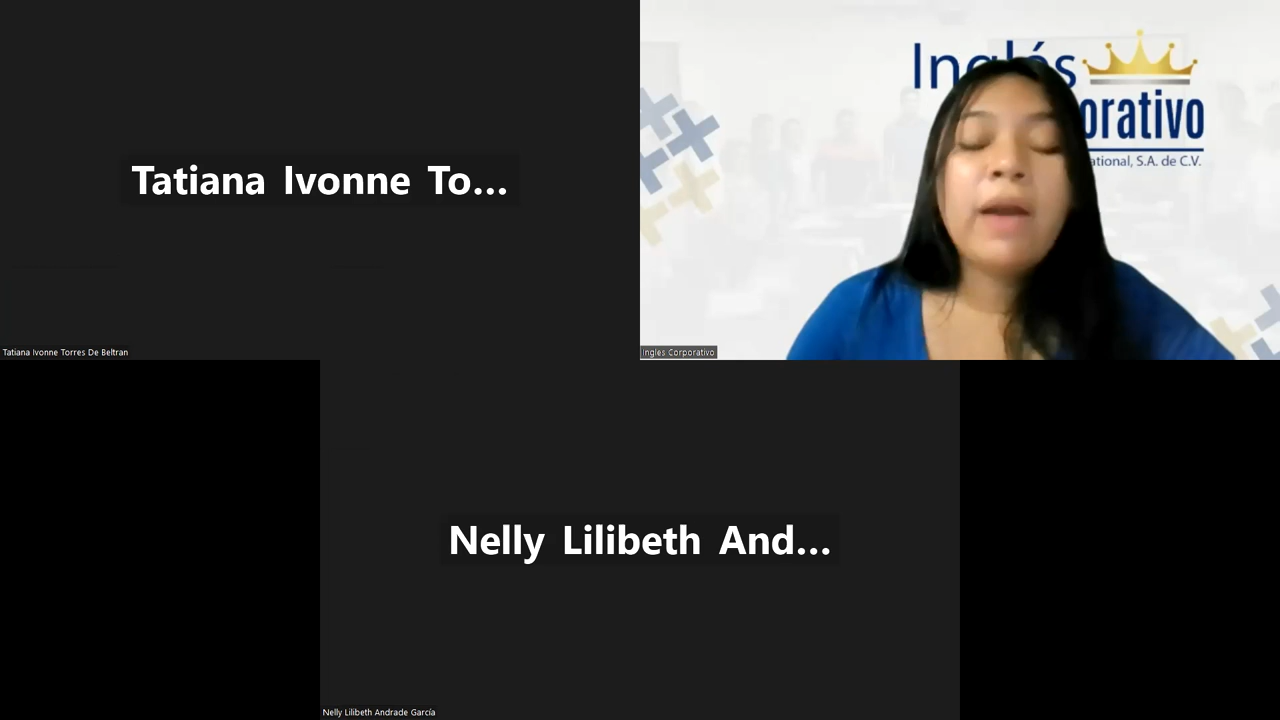 Tatiana Ivonne To...
Tatiana Ivonne Torres De Beltran
Inglés
orativo
ational, S.A. de C.V.
Ingles Corporativo
Nelly Lilibeth And...
Nelly Lilibeth Andrade García